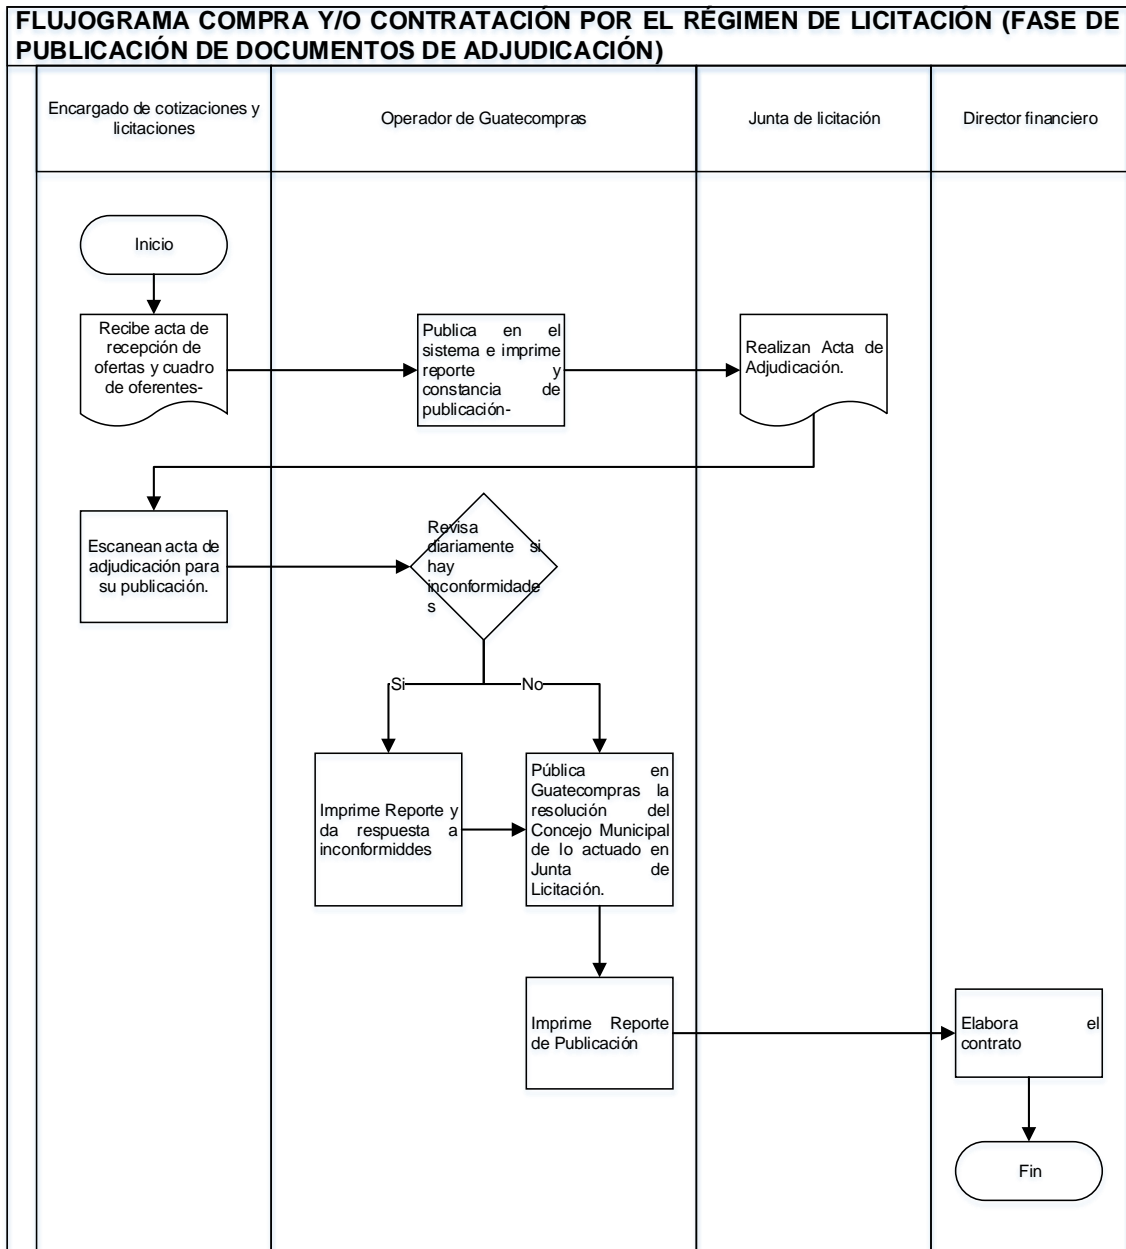 FLUJOGRAMA COMPRA Y/O CONTRATACIÓN POR EL RÉGIMEN DE LICITACIÓN (FASE DE
PUBLICACIÓN DE DOCUMENTOS DE ADJUDICACIÓN)
Encargado de cotizaciones y
licitaciones
Operador de Guatecompras
Junta de licitación
Director financiero
Inicio
Recibe acta de
recepción de
ofertas y cuadro
de oferentes-
Publica en el
sistema e imprime
reporte y
constancia de
publicación-
Realizan Acta de
Adjudicación.
Escanean acta de
adjudicación para
su publicación.
Revisa
diariamente si
hay
inconformidade
s
Si
No
Imprime Reporte y
da respuesta a
inconformiddes
Pública en
Guatecompras la
resolución del
Concejo Municipal
de lo actuado en
Junta de
Licitación.
Imprime Reporte
de Publicación
Elabora el
contrato
Fin